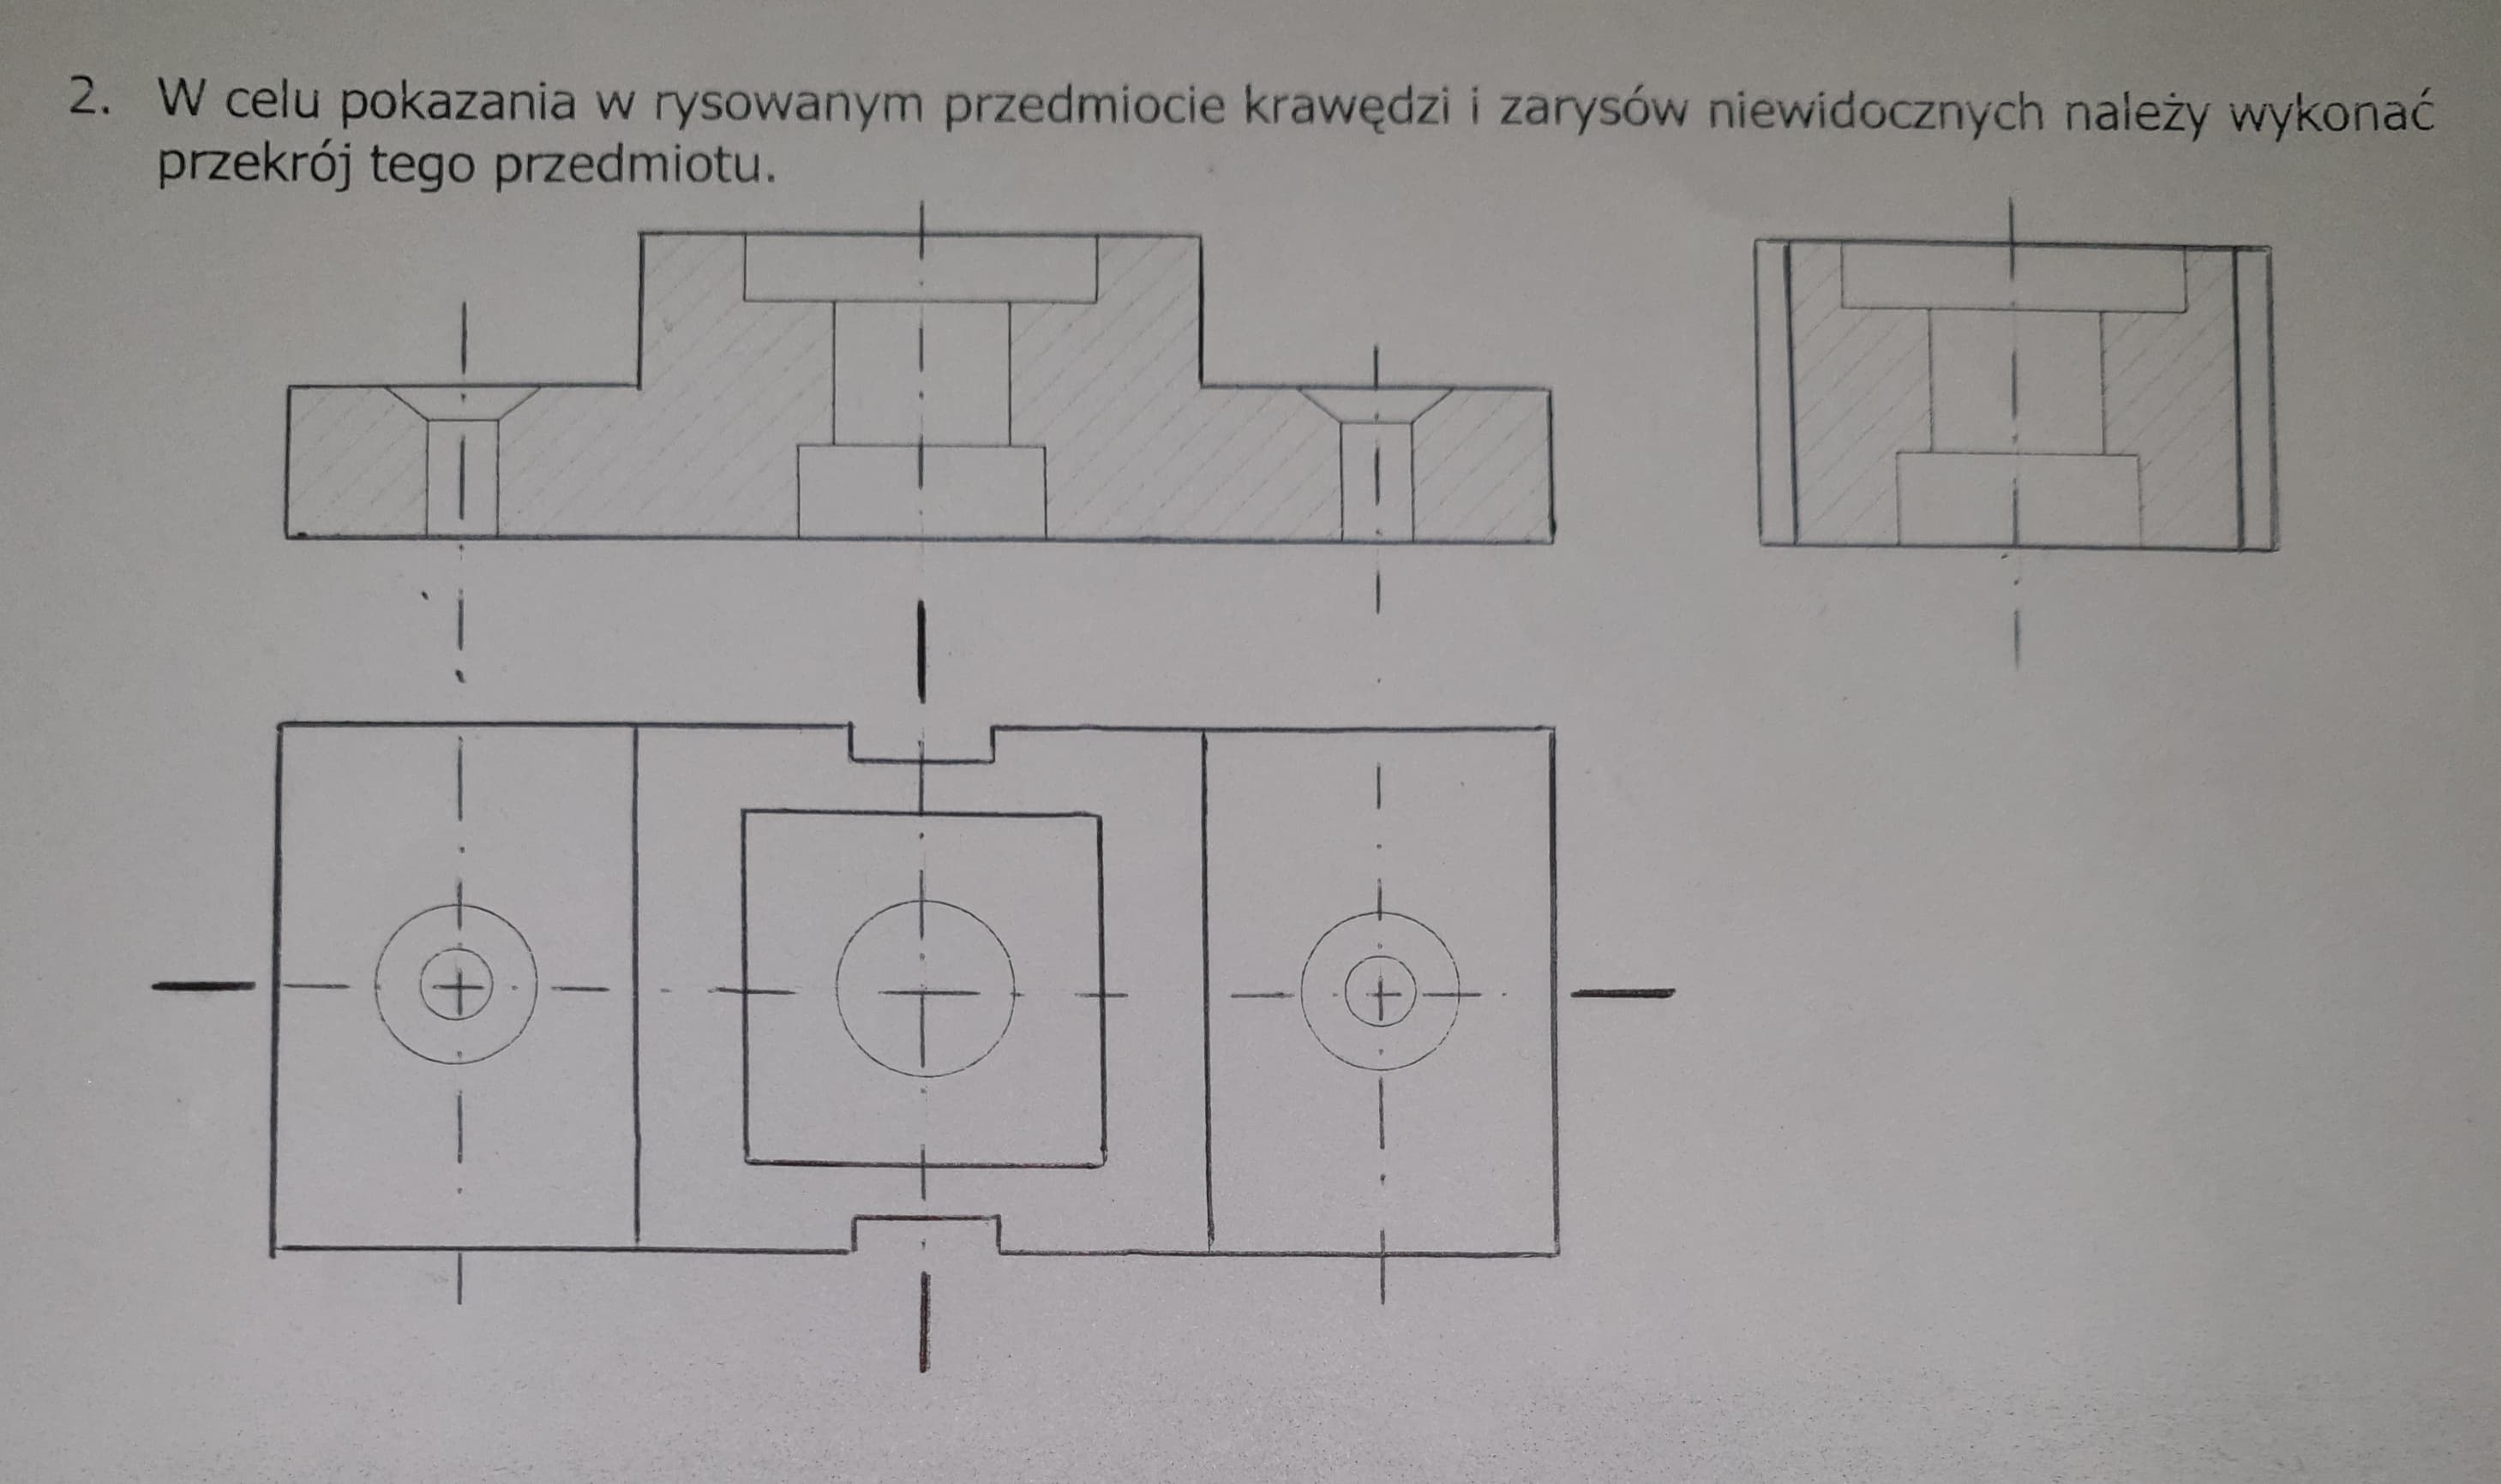 2. W celu pokazania w rysowanym przedmiocie krawędzi i zarysów niewidocznych należy wykonać
przekrój tego przedmiotu.